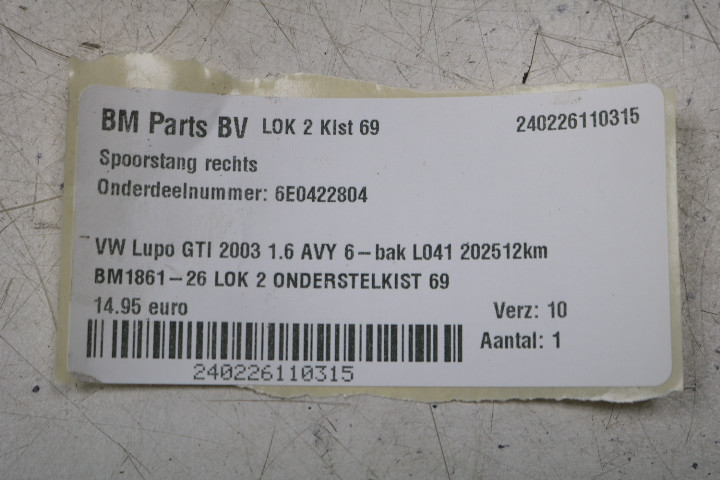 BM Parts BV LOK 2 Kist 69 240226110315
Spoorstang rechts
Onderdeelnummer: 6E0422804
VW Lupo GTI 2003 1.6 AVY 6-bak L041 202512km
BM1861-26 LOK 2 ONDERSTELKIST 69
14.95 euro Verz: 10
Aantal: 1
240226110315